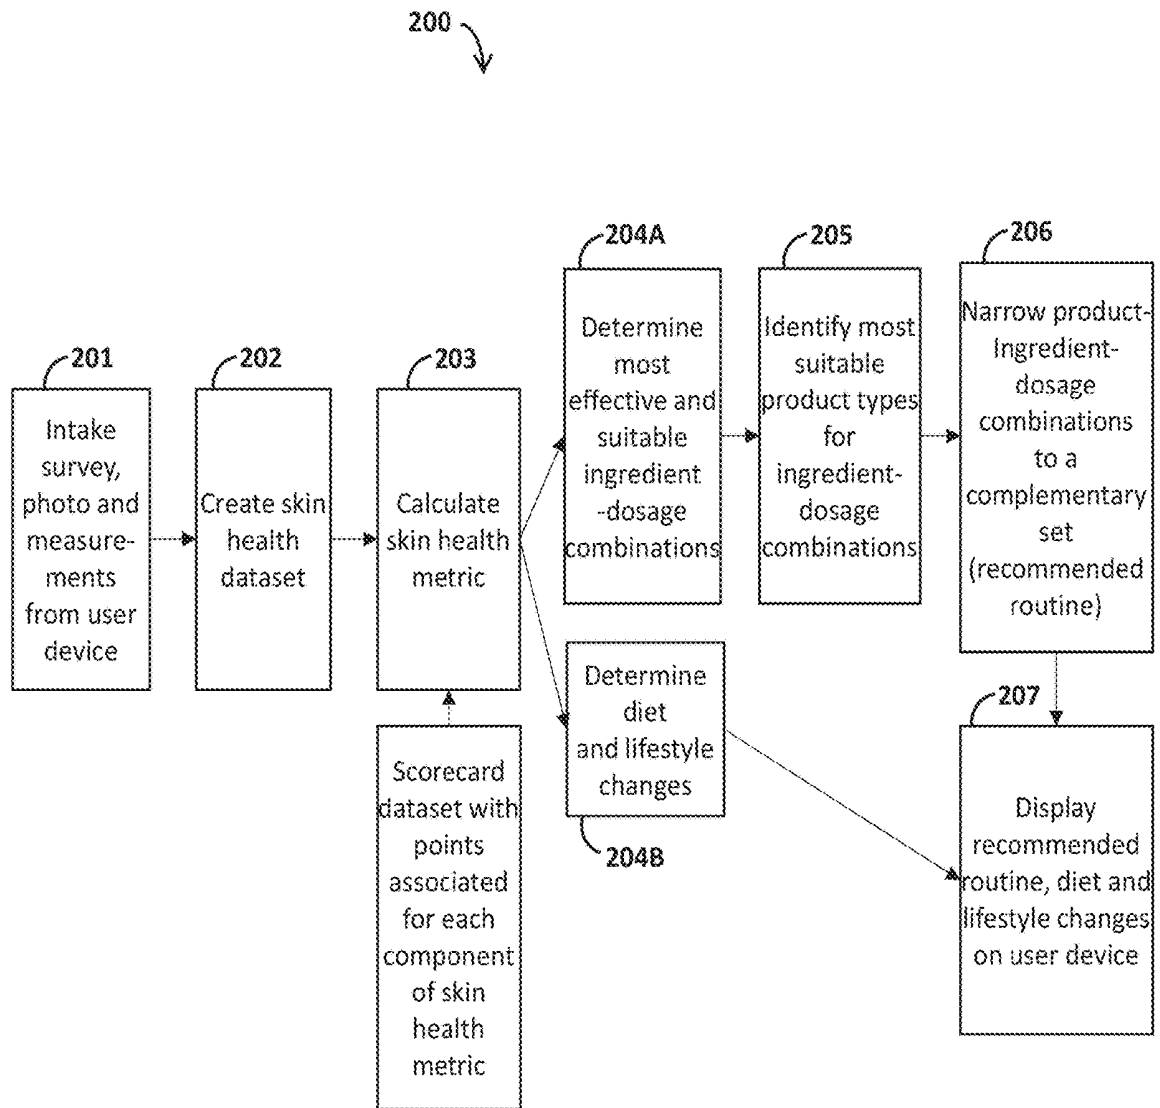 200
201
Intake
survey,
photo and
measure-
ments
from user
device
202
Create skin
health
dataset
203
Calculate
skin health
metric
Scorecard
dataset with
points
associated
for each
component
of skin
health
metric
204A
Determine
most
effective and
suitable
ingredient
-dosage
combinations
204B
Determine
diet
and lifestyle
changes
205
Identify most
suitable
product types
for
ingredient-
dosage
combinations
206
Narrow product-
Ingredient-
dosage
combinations
to a
complementary
set
(recommended
routine)
207
Display
recommended
routine, diet and
lifestyle changes
on user device